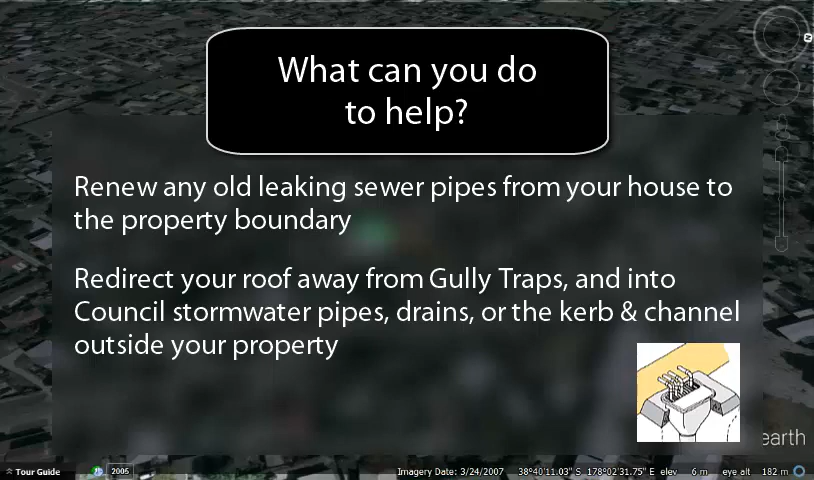 What can you do
to help?
Renew any old leaking sewer pipes from your house to
the property boundary
Redirect your roof away from Gully Traps, and into
Council stormwater pipes, drains, or the kerb & channel
outside your property
earth
Tour Guide 2005 Imagery Date: 3/24/2007 38°40'11.03" S 178°02'31.75" E elev 6 m eye alt 182 m